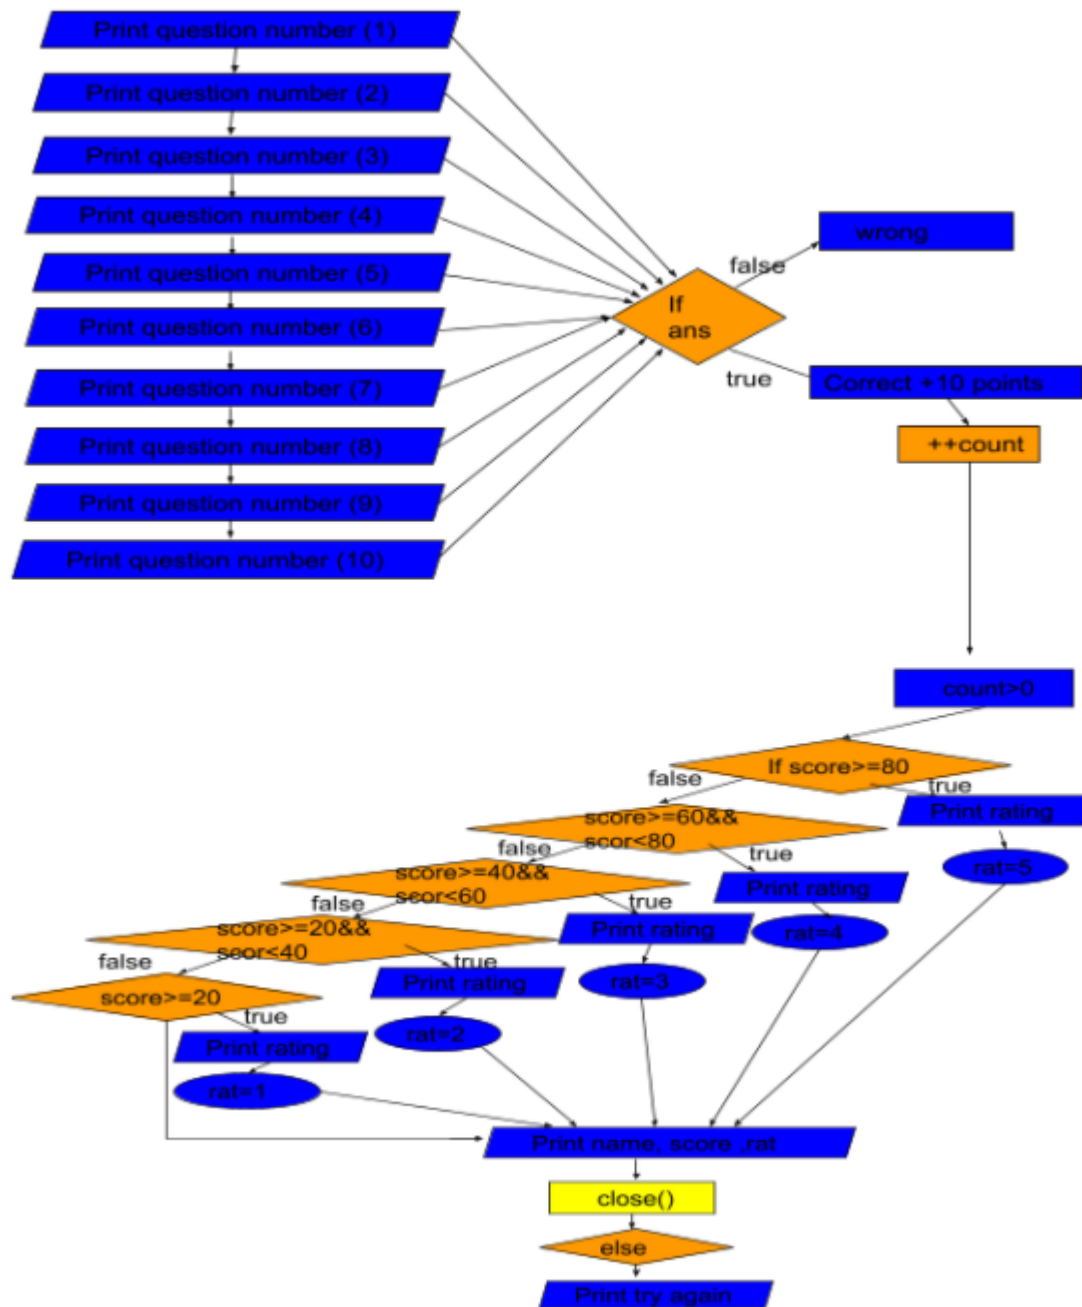 Print question number (1)
Print question number (2)
Print question number (3)
Print question number (4)
Print question number (5)
Print question number (6)
Print question number (7)
Print question number (8)
Print question number (9)
Print question number (10)
wrong
false
If
ans
true
Correct +10 points
++count
count>0
If score>=80
false
true
Print rating
rat=5
score>=60&&
scor<80
false
true
Print rating
rat=4
score>=40&&
scor<60
false
true
Print rating
rat=3
score>=20&&
scor<40
false
true
Print rating
rat=2
score>=20
true
Print rating
rat=1
Print name, score ,rat
close()
else
Print try again